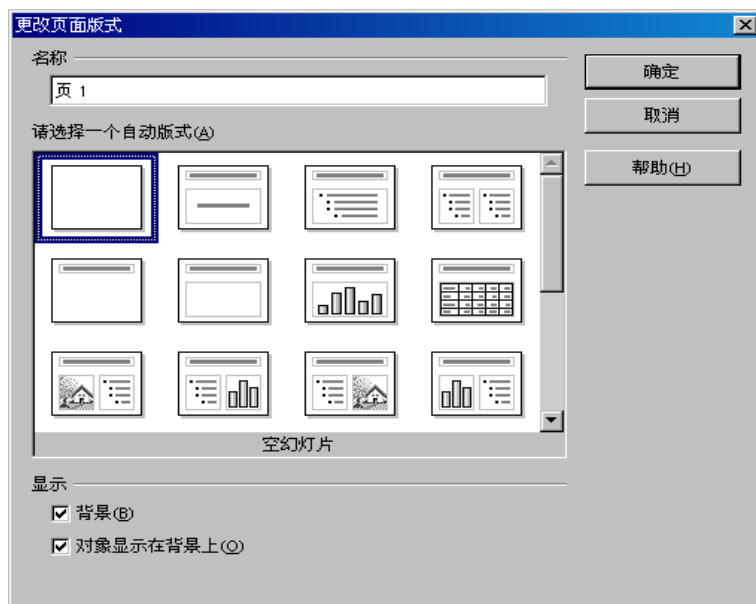 更改页面版式
名称
确定
页 1
取消
请选择一个自动版式(A)
帮助(H)
空幻灯片
显示
背景(B)
对象显示在背景上(O)